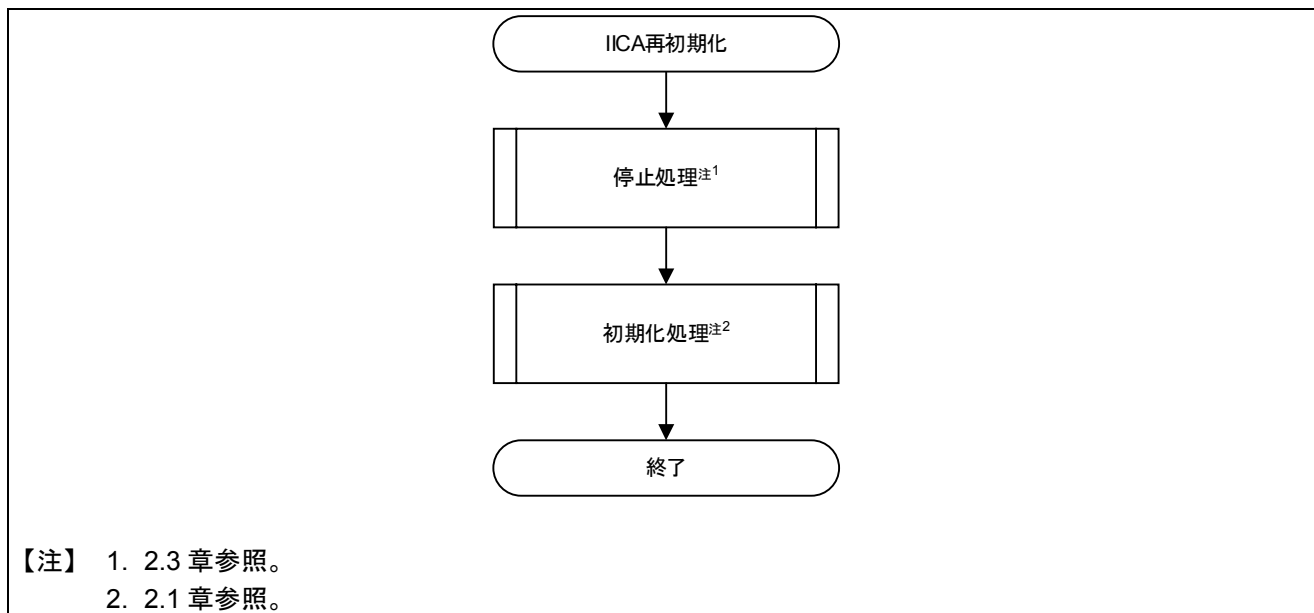 IICA再初期化
停止処理注1
初期化処理注2
終了
【注】 1. 2.3 章参照。
2. 2.1 章参照。